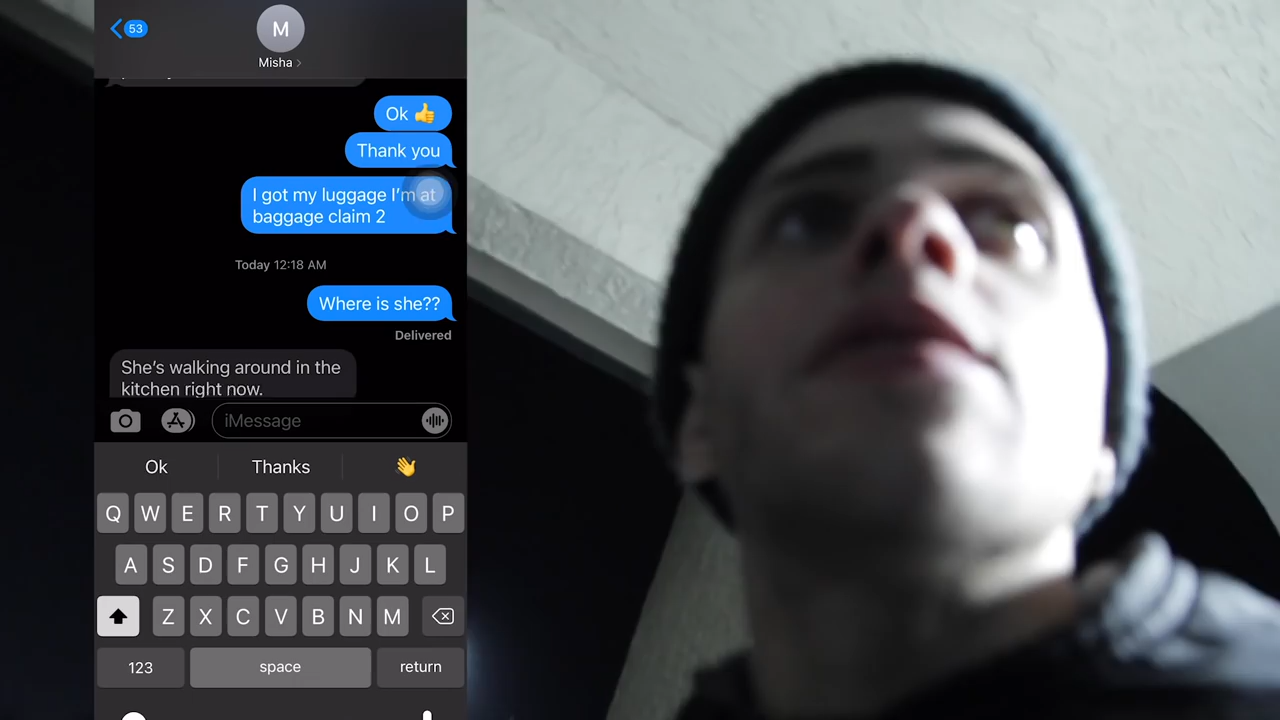 53
M
Misha
Ok 👍
Thank you
I got my luggage I'm at
baggage claim 2
Today 12:18 AM
Where is she??
Delivered
She's walking around in the
kitchen right now.
iMessage
Ok Thanks 👋
Q W E R T Y U I O P
A S D F G H J K L
Z X C V B N M
123 space return